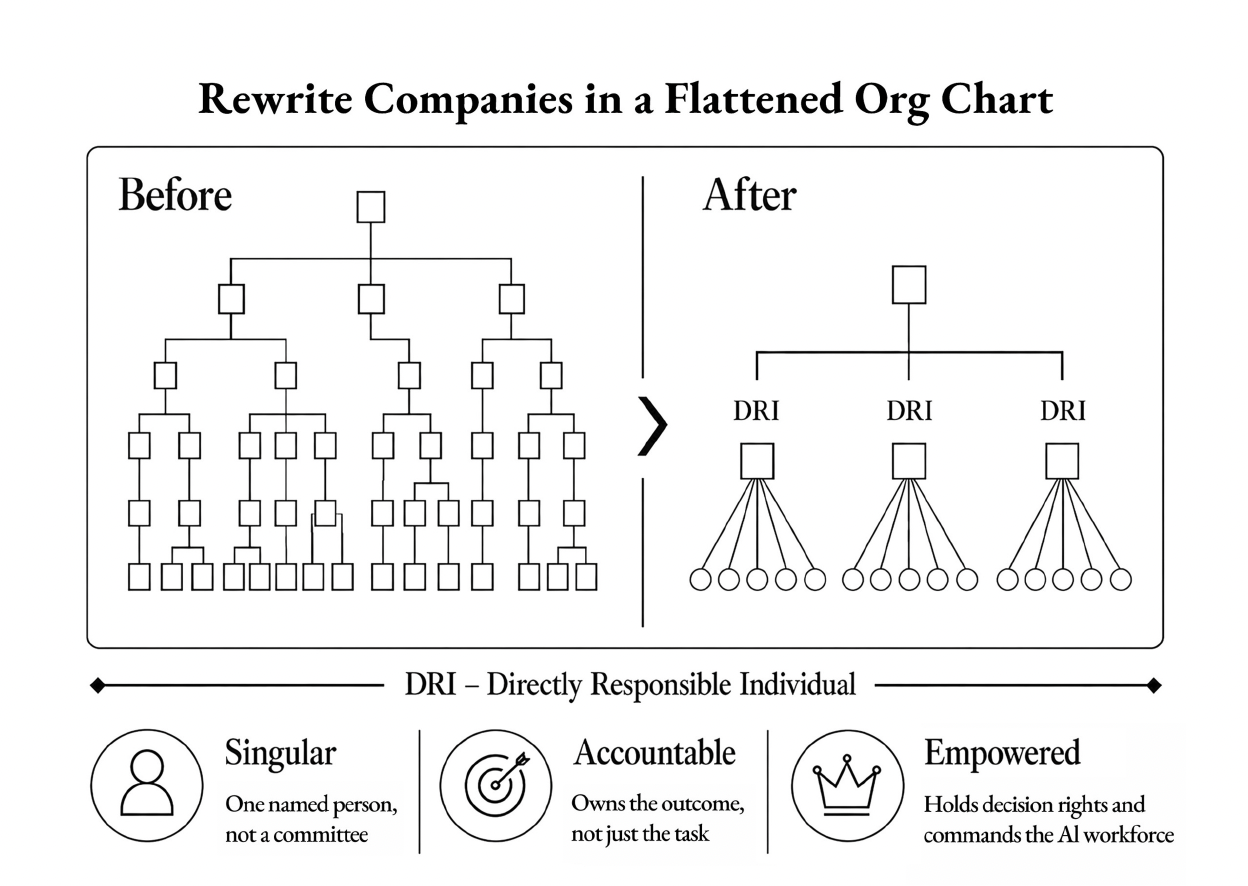 Rewrite Companies in a Flattened Org Chart
Before
After
DRI
DRI
DRI
DRI – Directly Responsible Individual
Singular
One named person,
not a committee
Accountable
Owns the outcome,
not just the task
Empowered
Holds decision rights and
commands the AI workforce